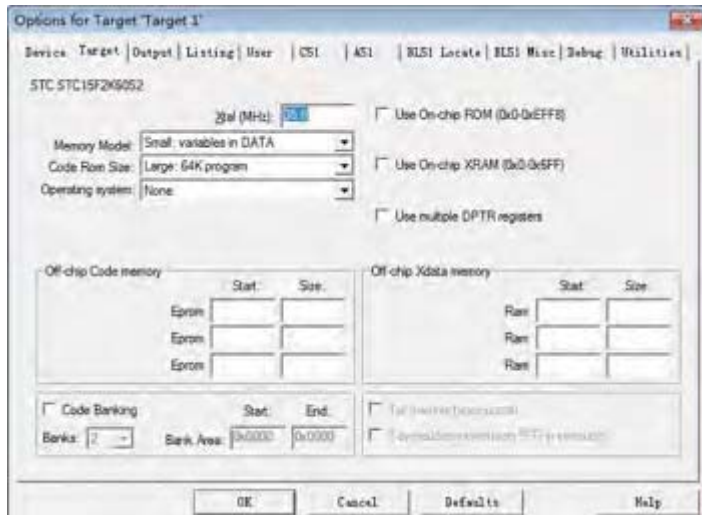 Options for Target 'Target 1'
Device Target Output Listing User C51 A51 BL51 Locate BL51 Misc Debug Utilities
STC STC15F2K60S2
Xtal (MHz):
Use On-chip ROM (0x0-0xEFF8)
Memory Model: Small: variables in DATA
Code Rom Size: Large: 64K program
Use On-chip XRAM (0x0-0x6FF)
Operating system: None
Use multiple DPTR registers
Off-chip Code memory
Start: Size:
Eprom
Eprom
Eprom
Off-chip Xdata memory
Start: Size:
Ram
Ram
Ram
Code Banking Start: End:
Banks: 2 Bank Area: 0x0000 0x0000
OK Cancel Defaults Help